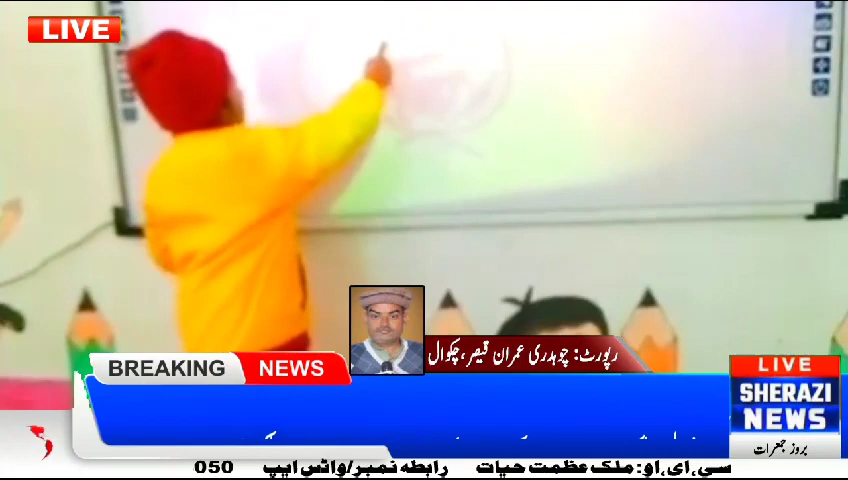 LIVE
رپورٹ: چوہدری عمران قیصر، چکوال
BREAKING NEWS
LIVE
SHERAZI
NEWS
بروز جمعرات
سی،ای،او: ملک عظمت حیات رابطہ نمبر/واٹس ایپ 050